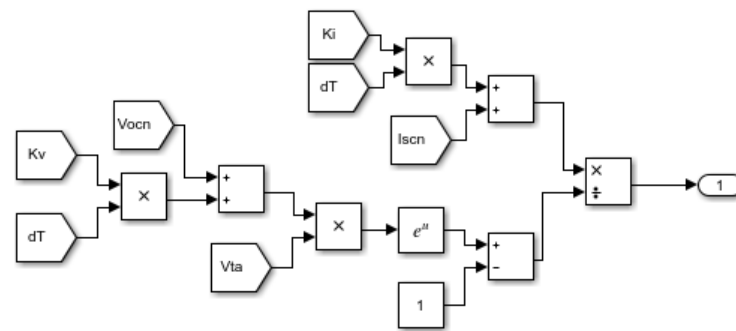 Ki
×
dT
+
+
Iscn
Vocn
Kv
×
dT
+
+
Vta
×
e^u
+
−
1
×
÷
1